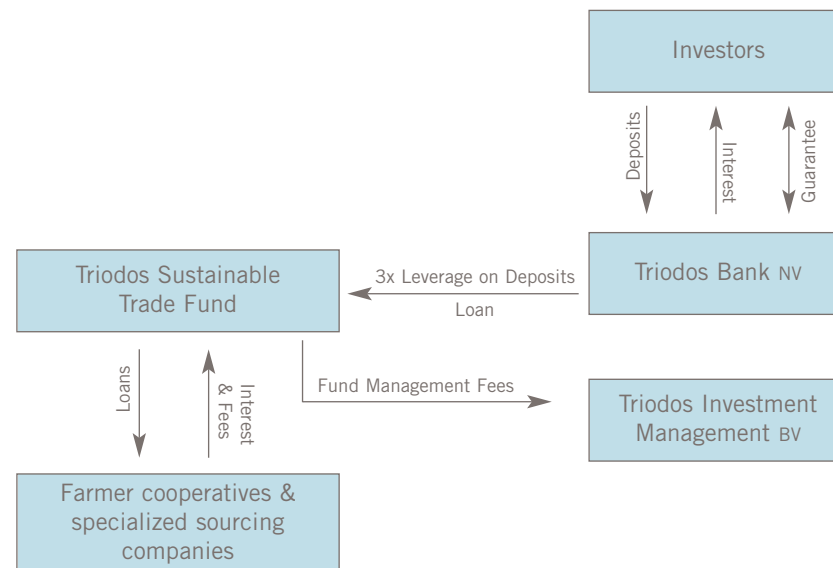 Investors
Deposits
Interest
Guarantee
Triodos Sustainable
Trade Fund
3x Leverage on Deposits
Loan
Triodos Bank NV
Loans
Interest
& Fees
Fund Management Fees
Triodos Investment
Management BV
Farmer cooperatives &
specialized sourcing
companies